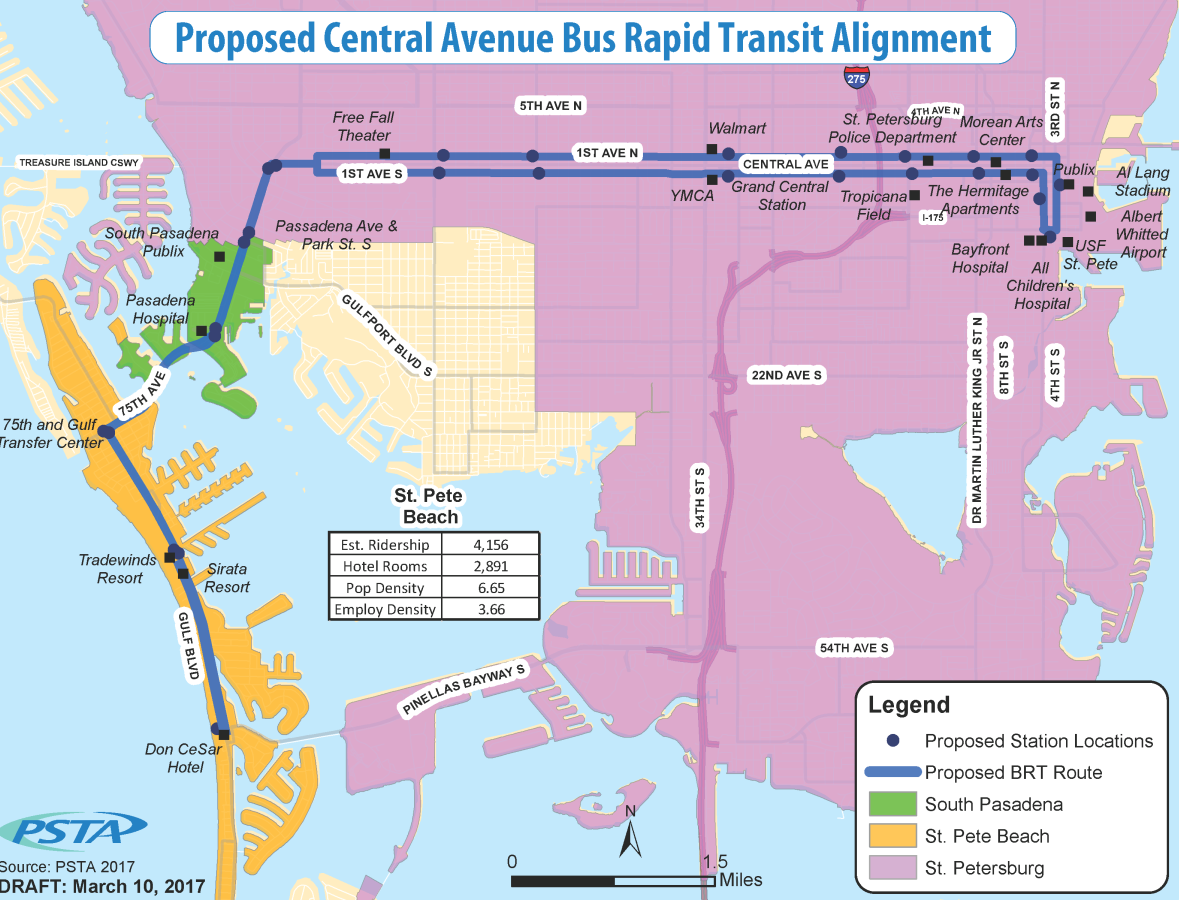 Proposed Central Avenue Bus Rapid Transit Alignment
275
5TH AVE N
4TH AVE N
3RD ST N
Free Fall
Theater
Walmart
St. Petersburg
Police Department
Morean Arts
Center
TREASURE ISLAND CSWY
1ST AVE N
CENTRAL AVE
1ST AVE S
Publix
Al Lang
Stadium
YMCA
Grand Central
Station
Tropicana
Field
The Hermitage
Apartments
I-175
Albert
Whitted
Airport
South Pasadena
Publix
Passadena Ave &
Park St. S
Bayfront
Hospital
All
Children's
Hospital
USF
St. Pete
Pasadena
Hospital
GULFPORT BLVD S
75TH AVE
22ND AVE S
DR MARTIN LUTHER KING JR ST N
8TH ST S
4TH ST S
75th and Gulf
Transfer Center
34TH ST S
St. Pete
Beach
Est. Ridership 4,156
Hotel Rooms 2,891
Pop Density 6.65
Employ Density 3.66
Tradewinds
Resort
Sirata
Resort
GULF BLVD
54TH AVE S
PINELLAS BAYWAY S
Don CeSar
Hotel
Legend
Proposed Station Locations
Proposed BRT Route
South Pasadena
St. Pete Beach
St. Petersburg
PSTA
Source: PSTA 2017
DRAFT: March 10, 2017
N
0 1.5
Miles